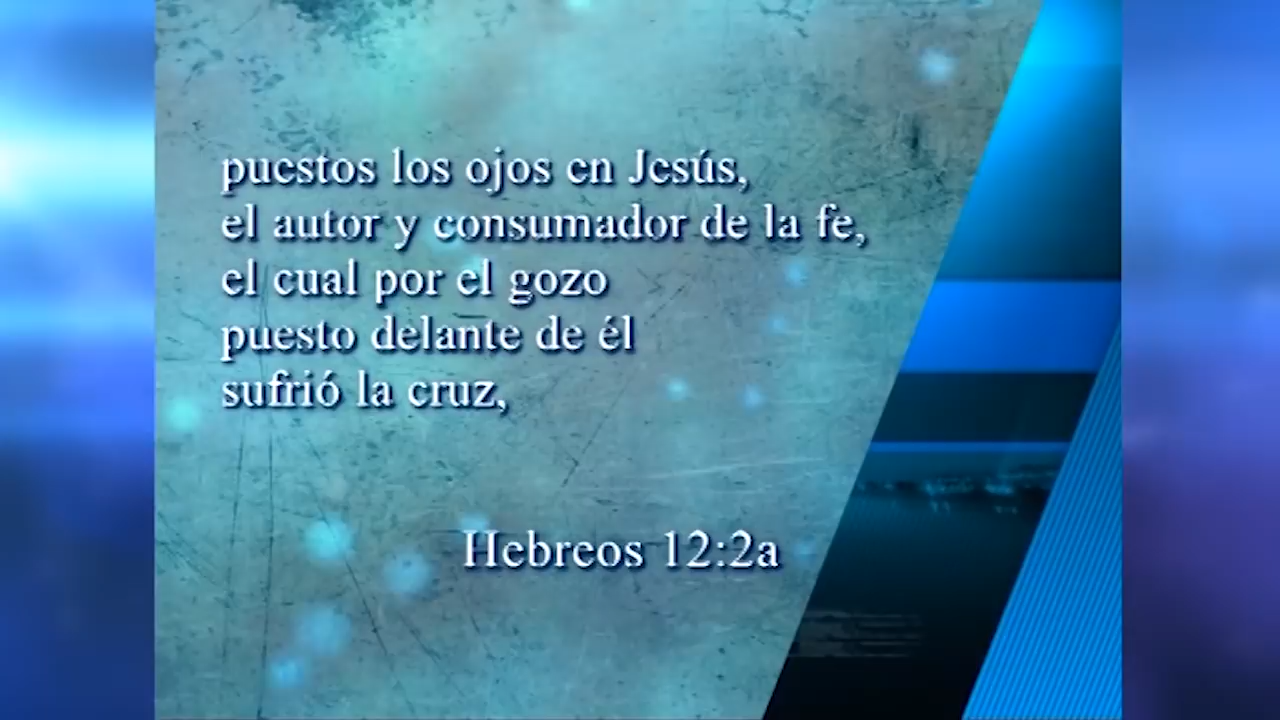 puestos los ojos en Jesús,
el autor y consumador de la fe,
el cual por el gozo
puesto delante de él
sufrió la cruz,
Hebreos 12:2a